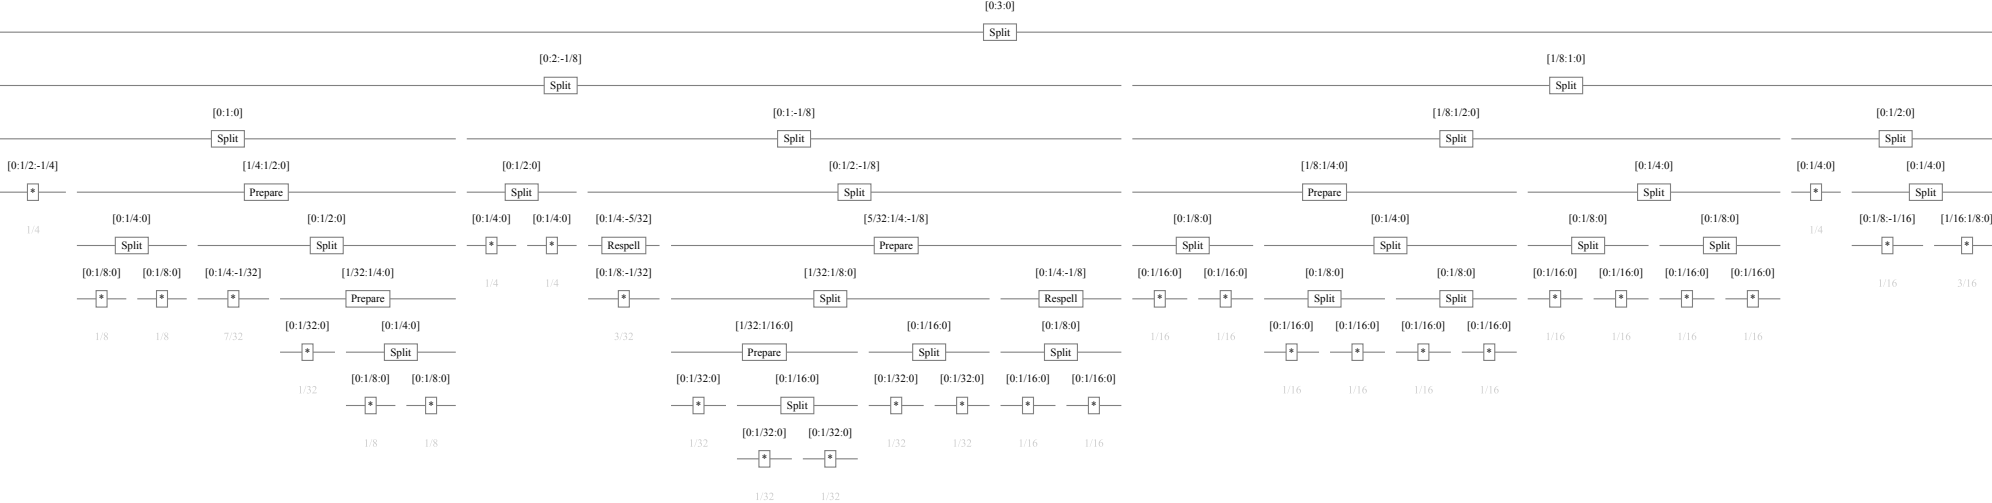 [0:3:0]
Split
[0:2:-1/8] [1/8:1:0]
Split Split
[0:1:0] [0:1:-1/8] [1/8:1/2:0] [0:1/2:0]
Split Split Split Split
[0:1/2:-1/4] [1/4:1/2:0] [0:1/2:0] [0:1/2:-1/8] [1/8:1/4:0] [0:1/4:0] [0:1/4:0] [0:1/4:0]
* Prepare Split Split Prepare Split * Split
[0:1/4:0] [0:1/2:0] [0:1/4:0] [0:1/4:0] [0:1/4:-5/32] [5/32:1/4:-1/8] [0:1/8:0] [0:1/4:0] [0:1/8:0] [0:1/8:0] [0:1/8:-1/16] [1/16:1/8:0]
1/4 1/4
Split Split * * Respell Prepare Split Split Split Split * *
[0:1/8:0] [0:1/8:0] [0:1/4:-1/32] [1/32:1/4:0] [0:1/8:-1/32] [1/32:1/8:0] [0:1/4:-1/8] [0:1/16:0] [0:1/16:0] [0:1/8:0] [0:1/8:0] [0:1/16:0] [0:1/16:0] [0:1/16:0] [0:1/16:0]
1/4 1/4 1/16 3/16
* * * Prepare * Split Respell * * Split Split * * * *
[0:1/32:0] [0:1/4:0] [1/32:1/16:0] [0:1/16:0] [0:1/8:0] [0:1/16:0] [0:1/16:0] [0:1/16:0] [0:1/16:0]
1/8 1/8 7/32 3/32 1/16 1/16 1/16 1/16 1/16 1/16
* Split Prepare Split Split * * * *
[0:1/8:0] [0:1/8:0] [0:1/32:0] [0:1/16:0] [0:1/32:0] [0:1/32:0] [0:1/16:0] [0:1/16:0]
1/32 1/16 1/16 1/16 1/16
* * * Split * * * *
[0:1/32:0] [0:1/32:0]
1/8 1/8 1/32 1/32 1/32 1/16 1/16
* *
1/32 1/32